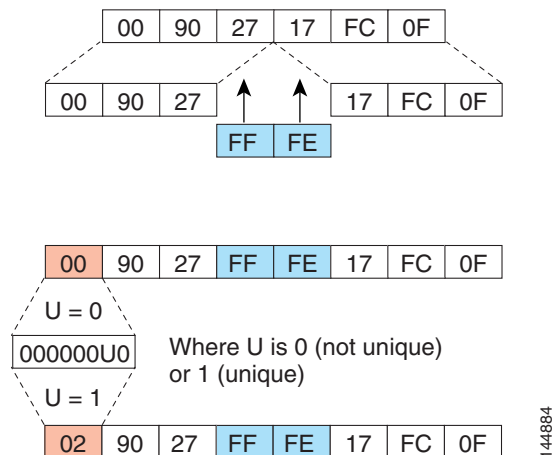 00 90 27 17 FC 0F
00 90 27 17 FC 0F
FF FE
00 90 27 FF FE 17 FC 0F
U = 0
000000U0
Where U is 0 (not unique)
or 1 (unique)
U = 1
02 90 27 FF FE 17 FC 0F
144884